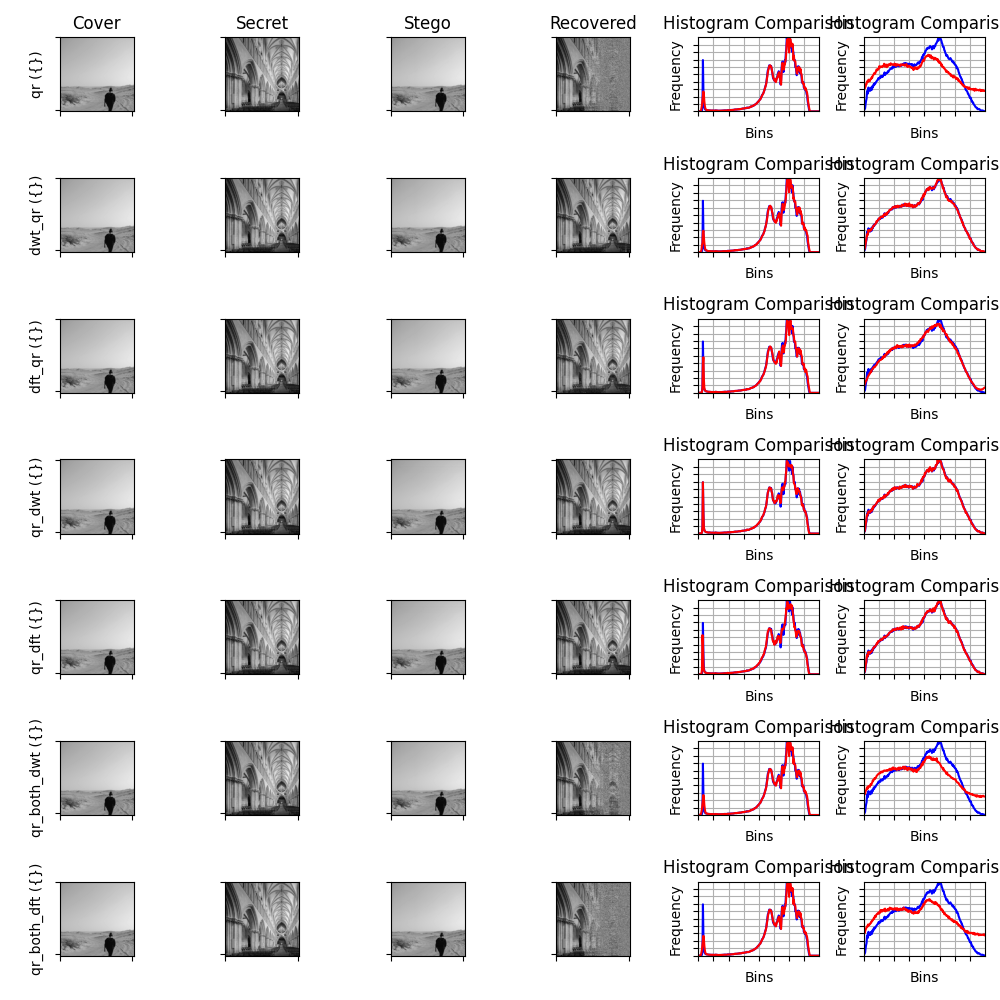 Cover Secret Stego Recovered Histogram Comparison Histogram Comparis
qr ({}) Frequency Frequency
Bins Bins
Histogram Comparison Histogram Comparis
dwt_qr ({}) Frequency Frequency
Bins Bins
Histogram Comparison Histogram Comparis
dft_qr ({}) Frequency Frequency
Bins Bins
Histogram Comparison Histogram Comparis
qr_dwt ({}) Frequency Frequency
Bins Bins
Histogram Comparison Histogram Comparis
qr_dft ({}) Frequency Frequency
Bins Bins
Histogram Comparison Histogram Comparis
qr_both_dwt ({}) Frequency Frequency
Bins Bins
Histogram Comparison Histogram Comparis
qr_both_dft ({}) Frequency Frequency
Bins Bins